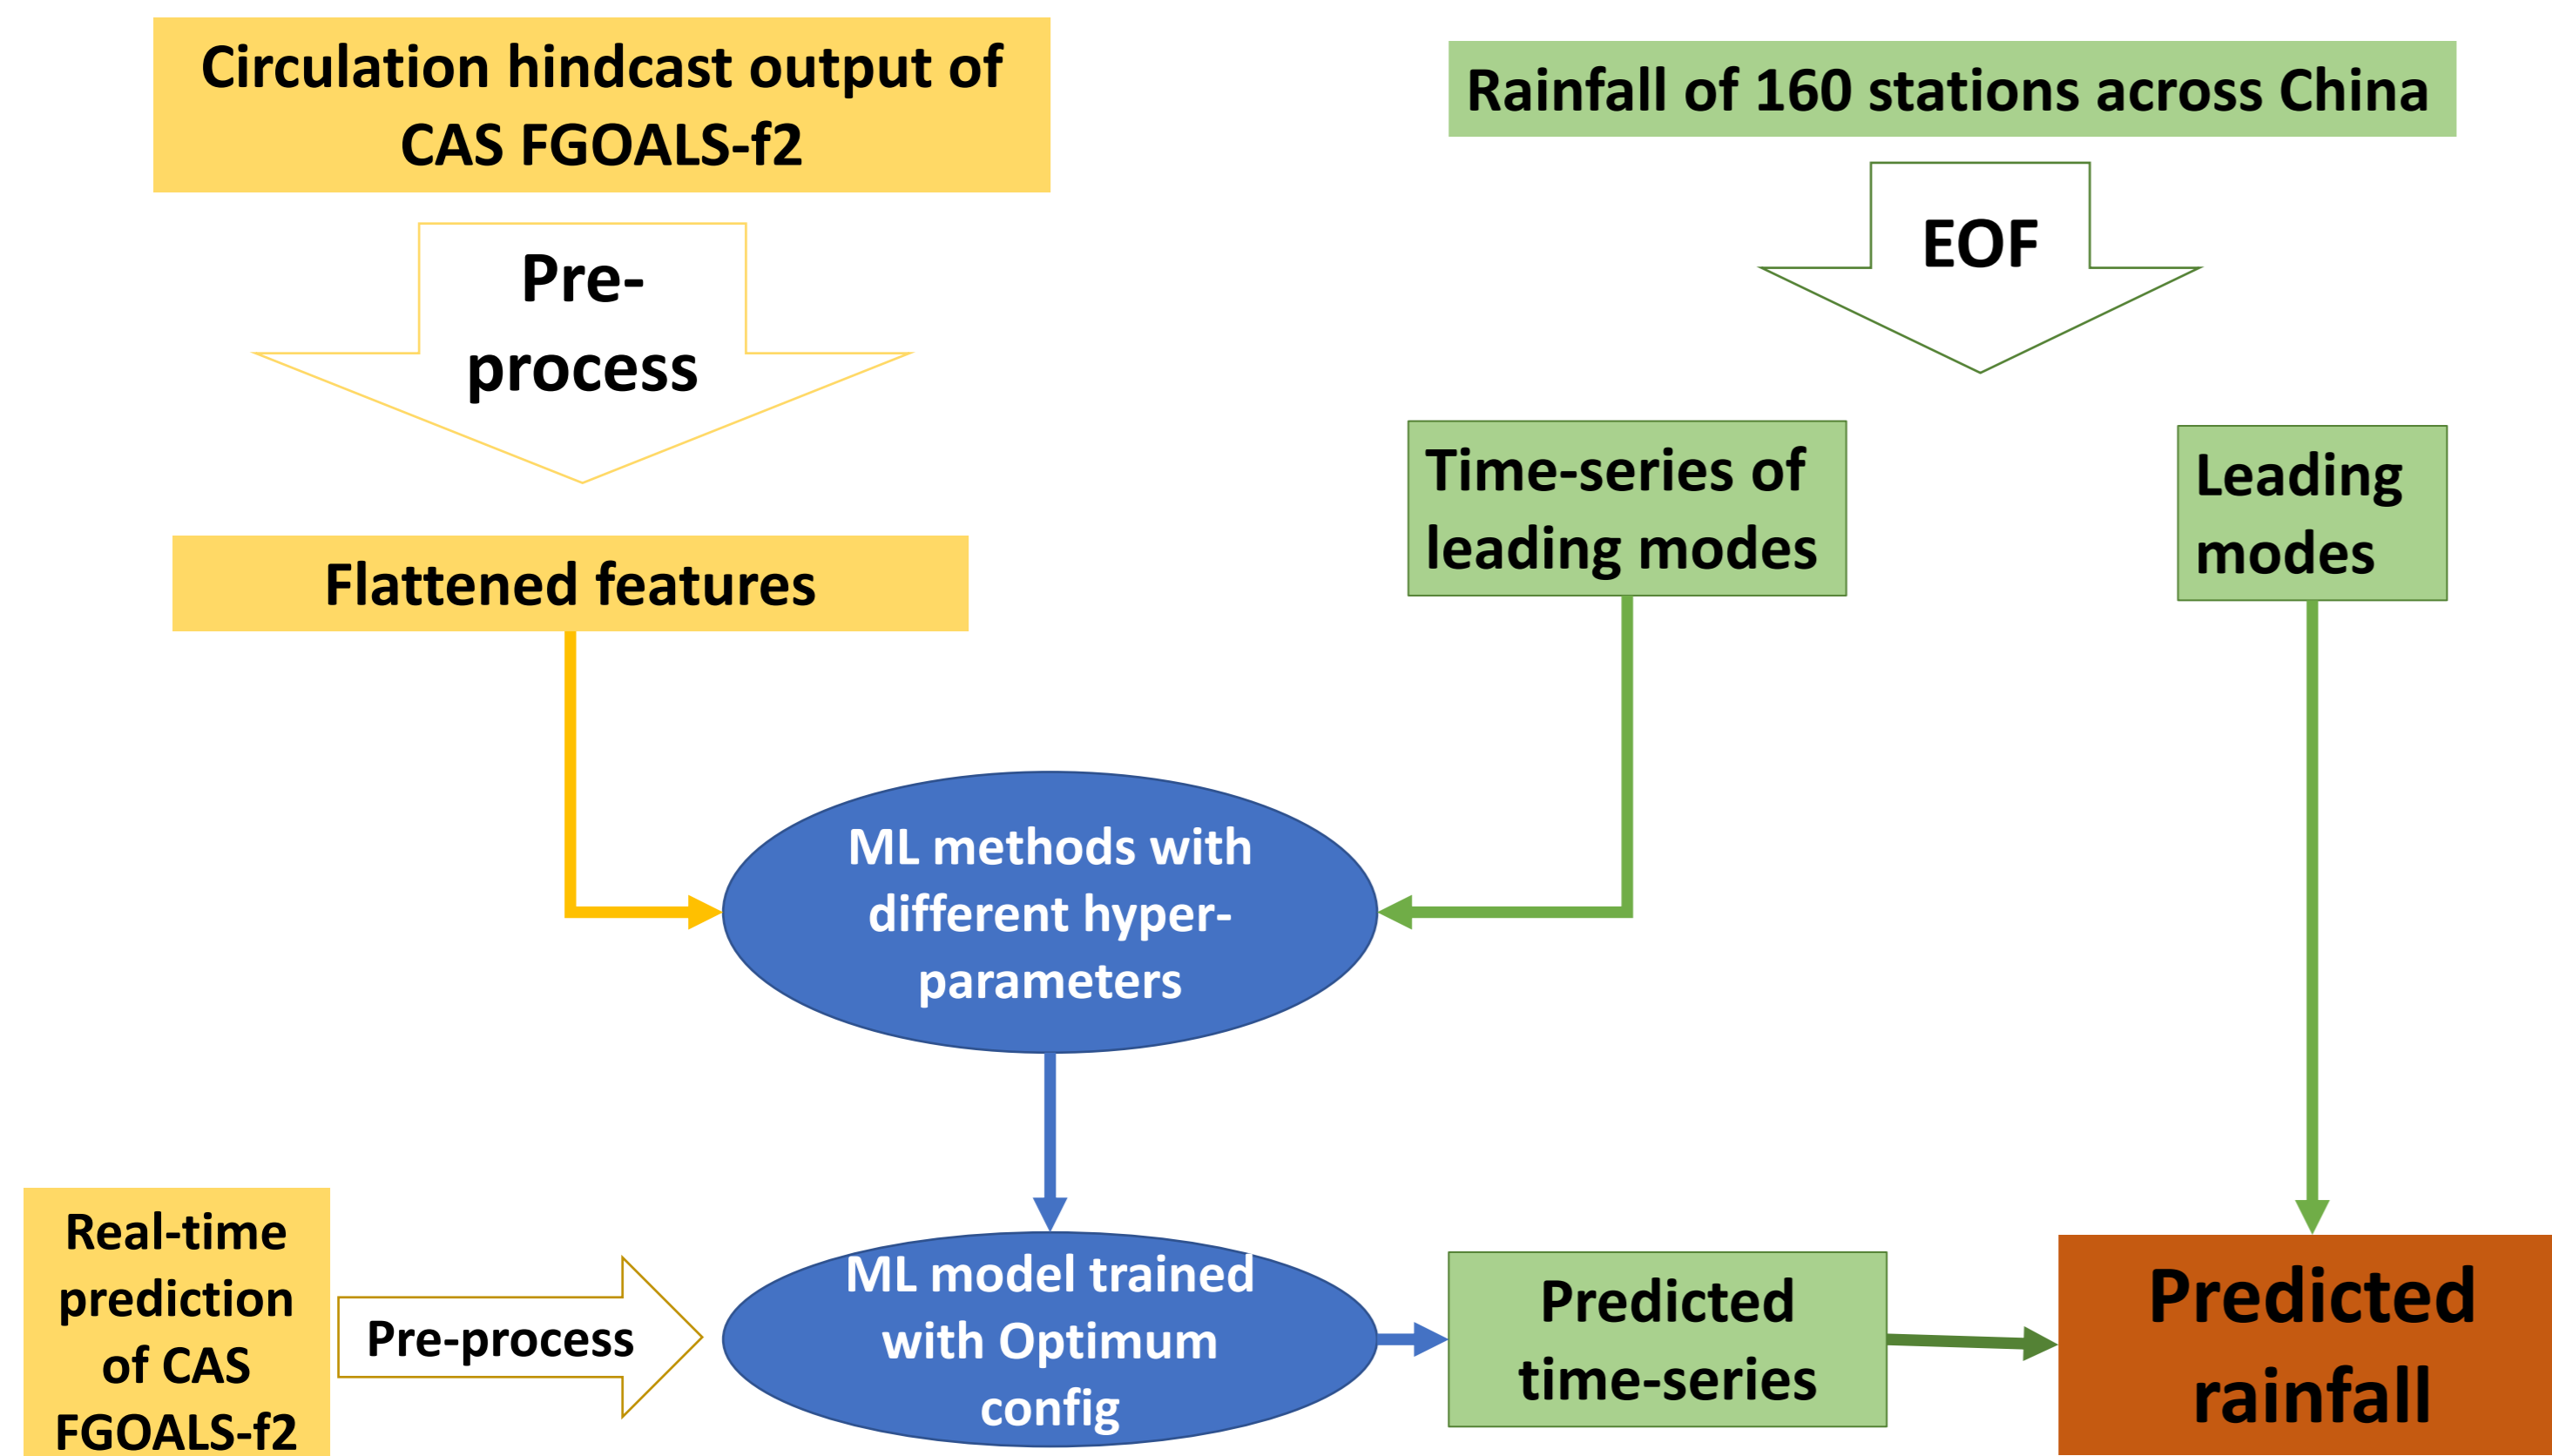 Circulation hindcast output of
CAS FGOALS-f2
Rainfall of 160 stations across China
Pre-
process
EOF
Time-series of
leading modes
Leading
modes
Flattened features
ML methods with
different hyper-
parameters
Real-time
prediction
of CAS
FGOALS-f2
Pre-process
ML model trained
with Optimum
config
Predicted
time-series
Predicted
rainfall